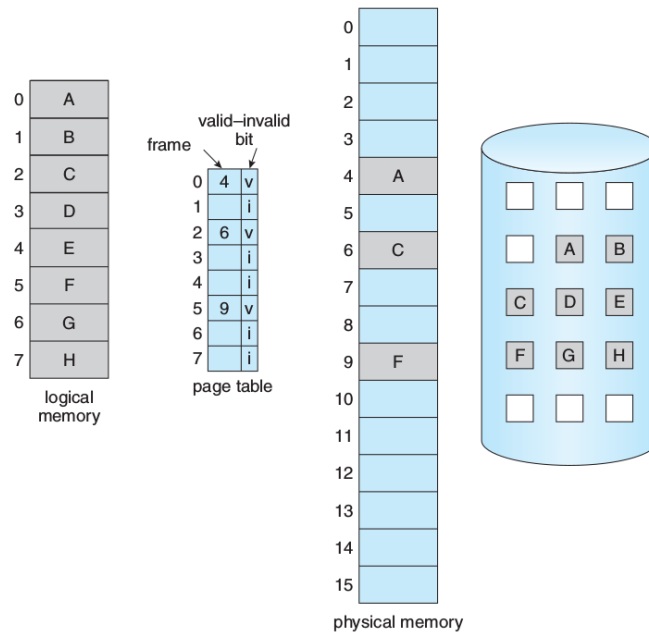 0 A
1 B
2 C
3 D
4 E
5 F
6 G
7 H
logical
memory
valid–invalid
bit
frame
0 4 v
1 i
2 6 v
3 i
4 i
5 9 v
6 i
7 i
page table
0
1
2
3
4 A
5
6 C
7
8
9 F
10
11
12
13
14
15
physical memory
A B
C D E
F G H